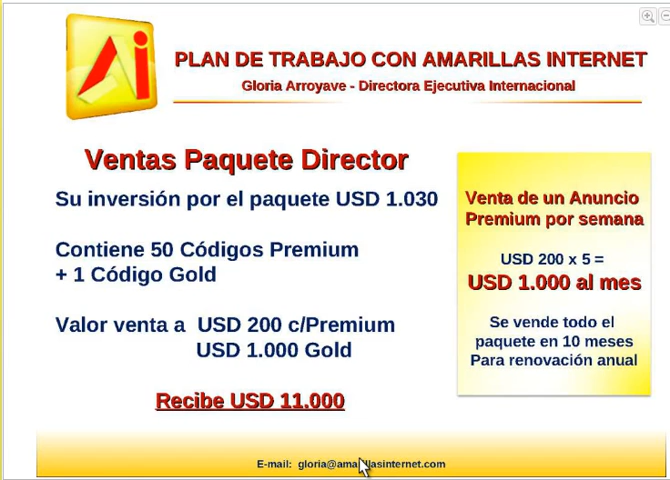 Ai
PLAN DE TRABAJO CON AMARILLAS INTERNET
Gloria Arroyave - Directora Ejecutiva Internacional
Ventas Paquete Director
Su inversión por el paquete USD 1.030
Contiene 50 Códigos Premium
+ 1 Código Gold
Valor venta a USD 200 c/Premium
USD 1.000 Gold
Recibe USD 11.000
Venta de un Anuncio
Premium por semana
USD 200 x 5 =
USD 1.000 al mes
Se vende todo el
paquete en 10 meses
Para renovación anual
E-mail: gloria@amarillasinternet.com